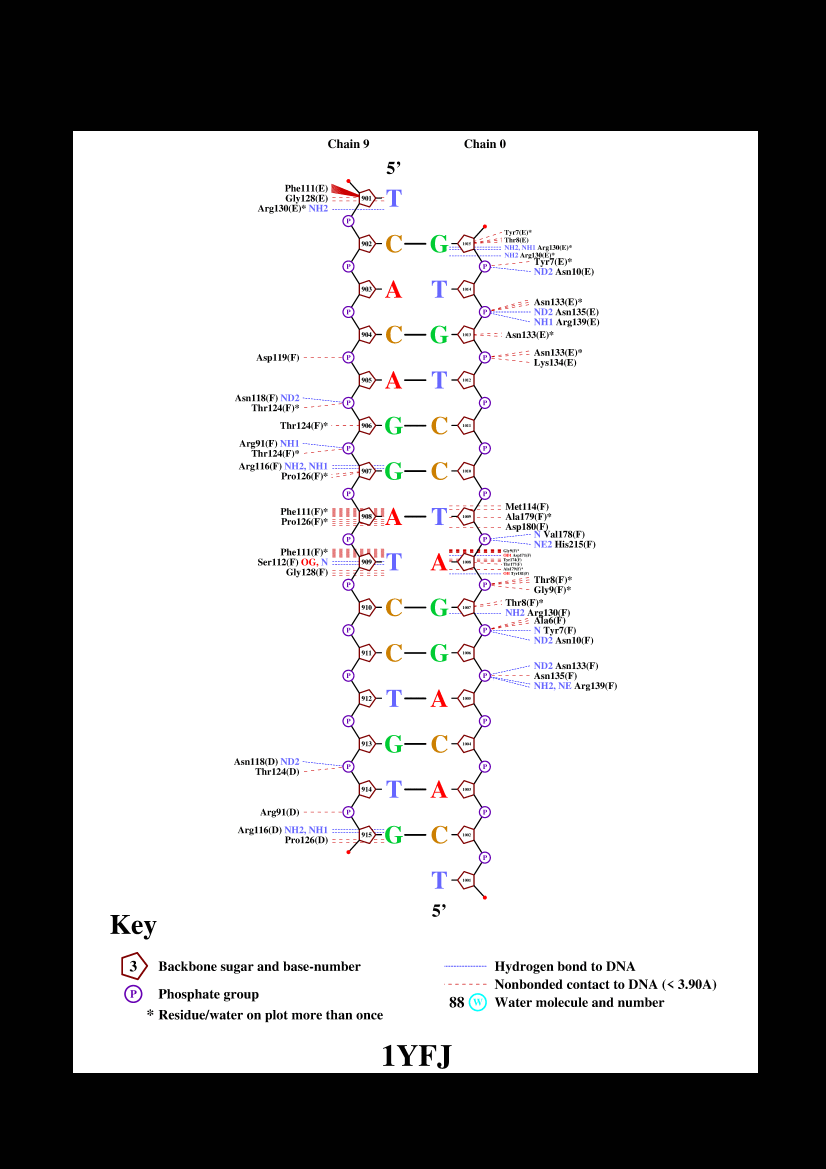 Chain 9 Chain 0
5’
Phe111(E)
Gly128(E)
Arg130(E)* NH2
901 T
P
902 C G 1015
Tyr7(E)*
Thr8(E)
NH2, NH1 Arg130(E)*
NH2 Arg130(E)*
Tyr7(E)*
ND2 Asn10(E)
P P
903 A T 1014
Asn133(E)*
ND2 Asn135(E)
NH1 Arg139(E)
P P
904 C G 1013
Asn133(E)*
Asp119(F)
P P
Asn133(E)*
Lys134(E)
905 A T 1012
Asn118(F) ND2
Thr124(F)*
P P
Thr124(F)*
906 G C 1011
Arg91(F) NH1
Thr124(F)*
P P
Arg116(F) NH2, NH1
Pro126(F)*
907 G C 1010
P P
Phe111(F)*
Pro126(F)*
908 A T 1009
Met114(F)
Ala179(F)*
Asp180(F)
P P
N Val178(F)
NE2 His215(F)
Phe111(F)*
Ser112(F) OG, N
Gly128(F)
909 T A 1008
P P
Thr8(F)*
Gly9(F)*
910 C G 1007
Thr8(F)*
NH2 Arg130(F)
P P
Ala6(F)
N Tyr7(F)
ND2 Asn10(F)
911 C G 1006
P P
ND2 Asn133(F)
Asn135(F)
NH2, NE Arg139(F)
912 T A 1005
P P
913 G C 1004
Asn118(D) ND2
Thr124(D)
P P
914 T A 1003
Arg91(D)
P P
Arg116(D) NH2, NH1
Pro126(D)
915 G C 1002
P
T 1001
5’
Key
3 Backbone sugar and base-number
P Phosphate group
* Residue/water on plot more than once
Hydrogen bond to DNA
Nonbonded contact to DNA (< 3.90A)
88 W Water molecule and number
1YFJ